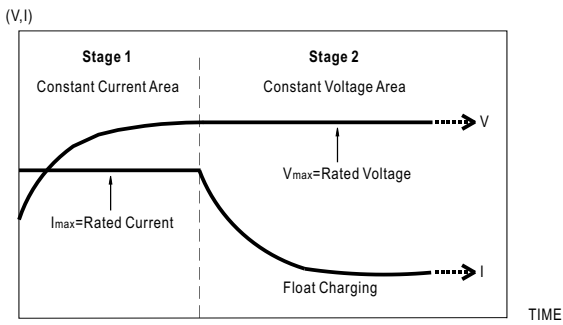 (V,I)
Stage 1
Stage 2
Constant Current Area
Constant Voltage Area
V
Vmax=Rated Voltage
Imax=Rated Current
I
Float Charging
TIME